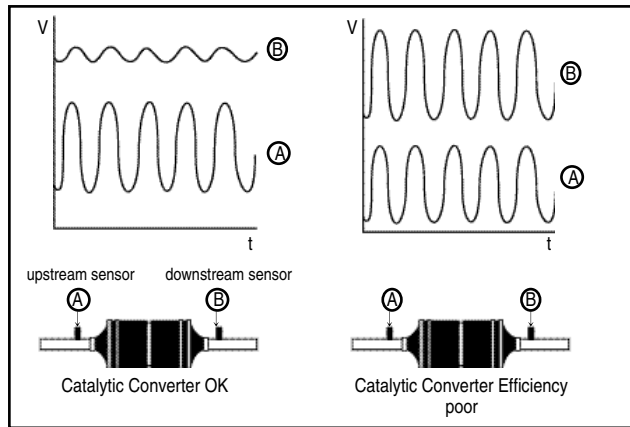 V
B
A
t
upstream sensor
downstream sensor
A
B
Catalytic Converter OK
B
A
t
A
B
Catalytic Converter Efficiency
poor